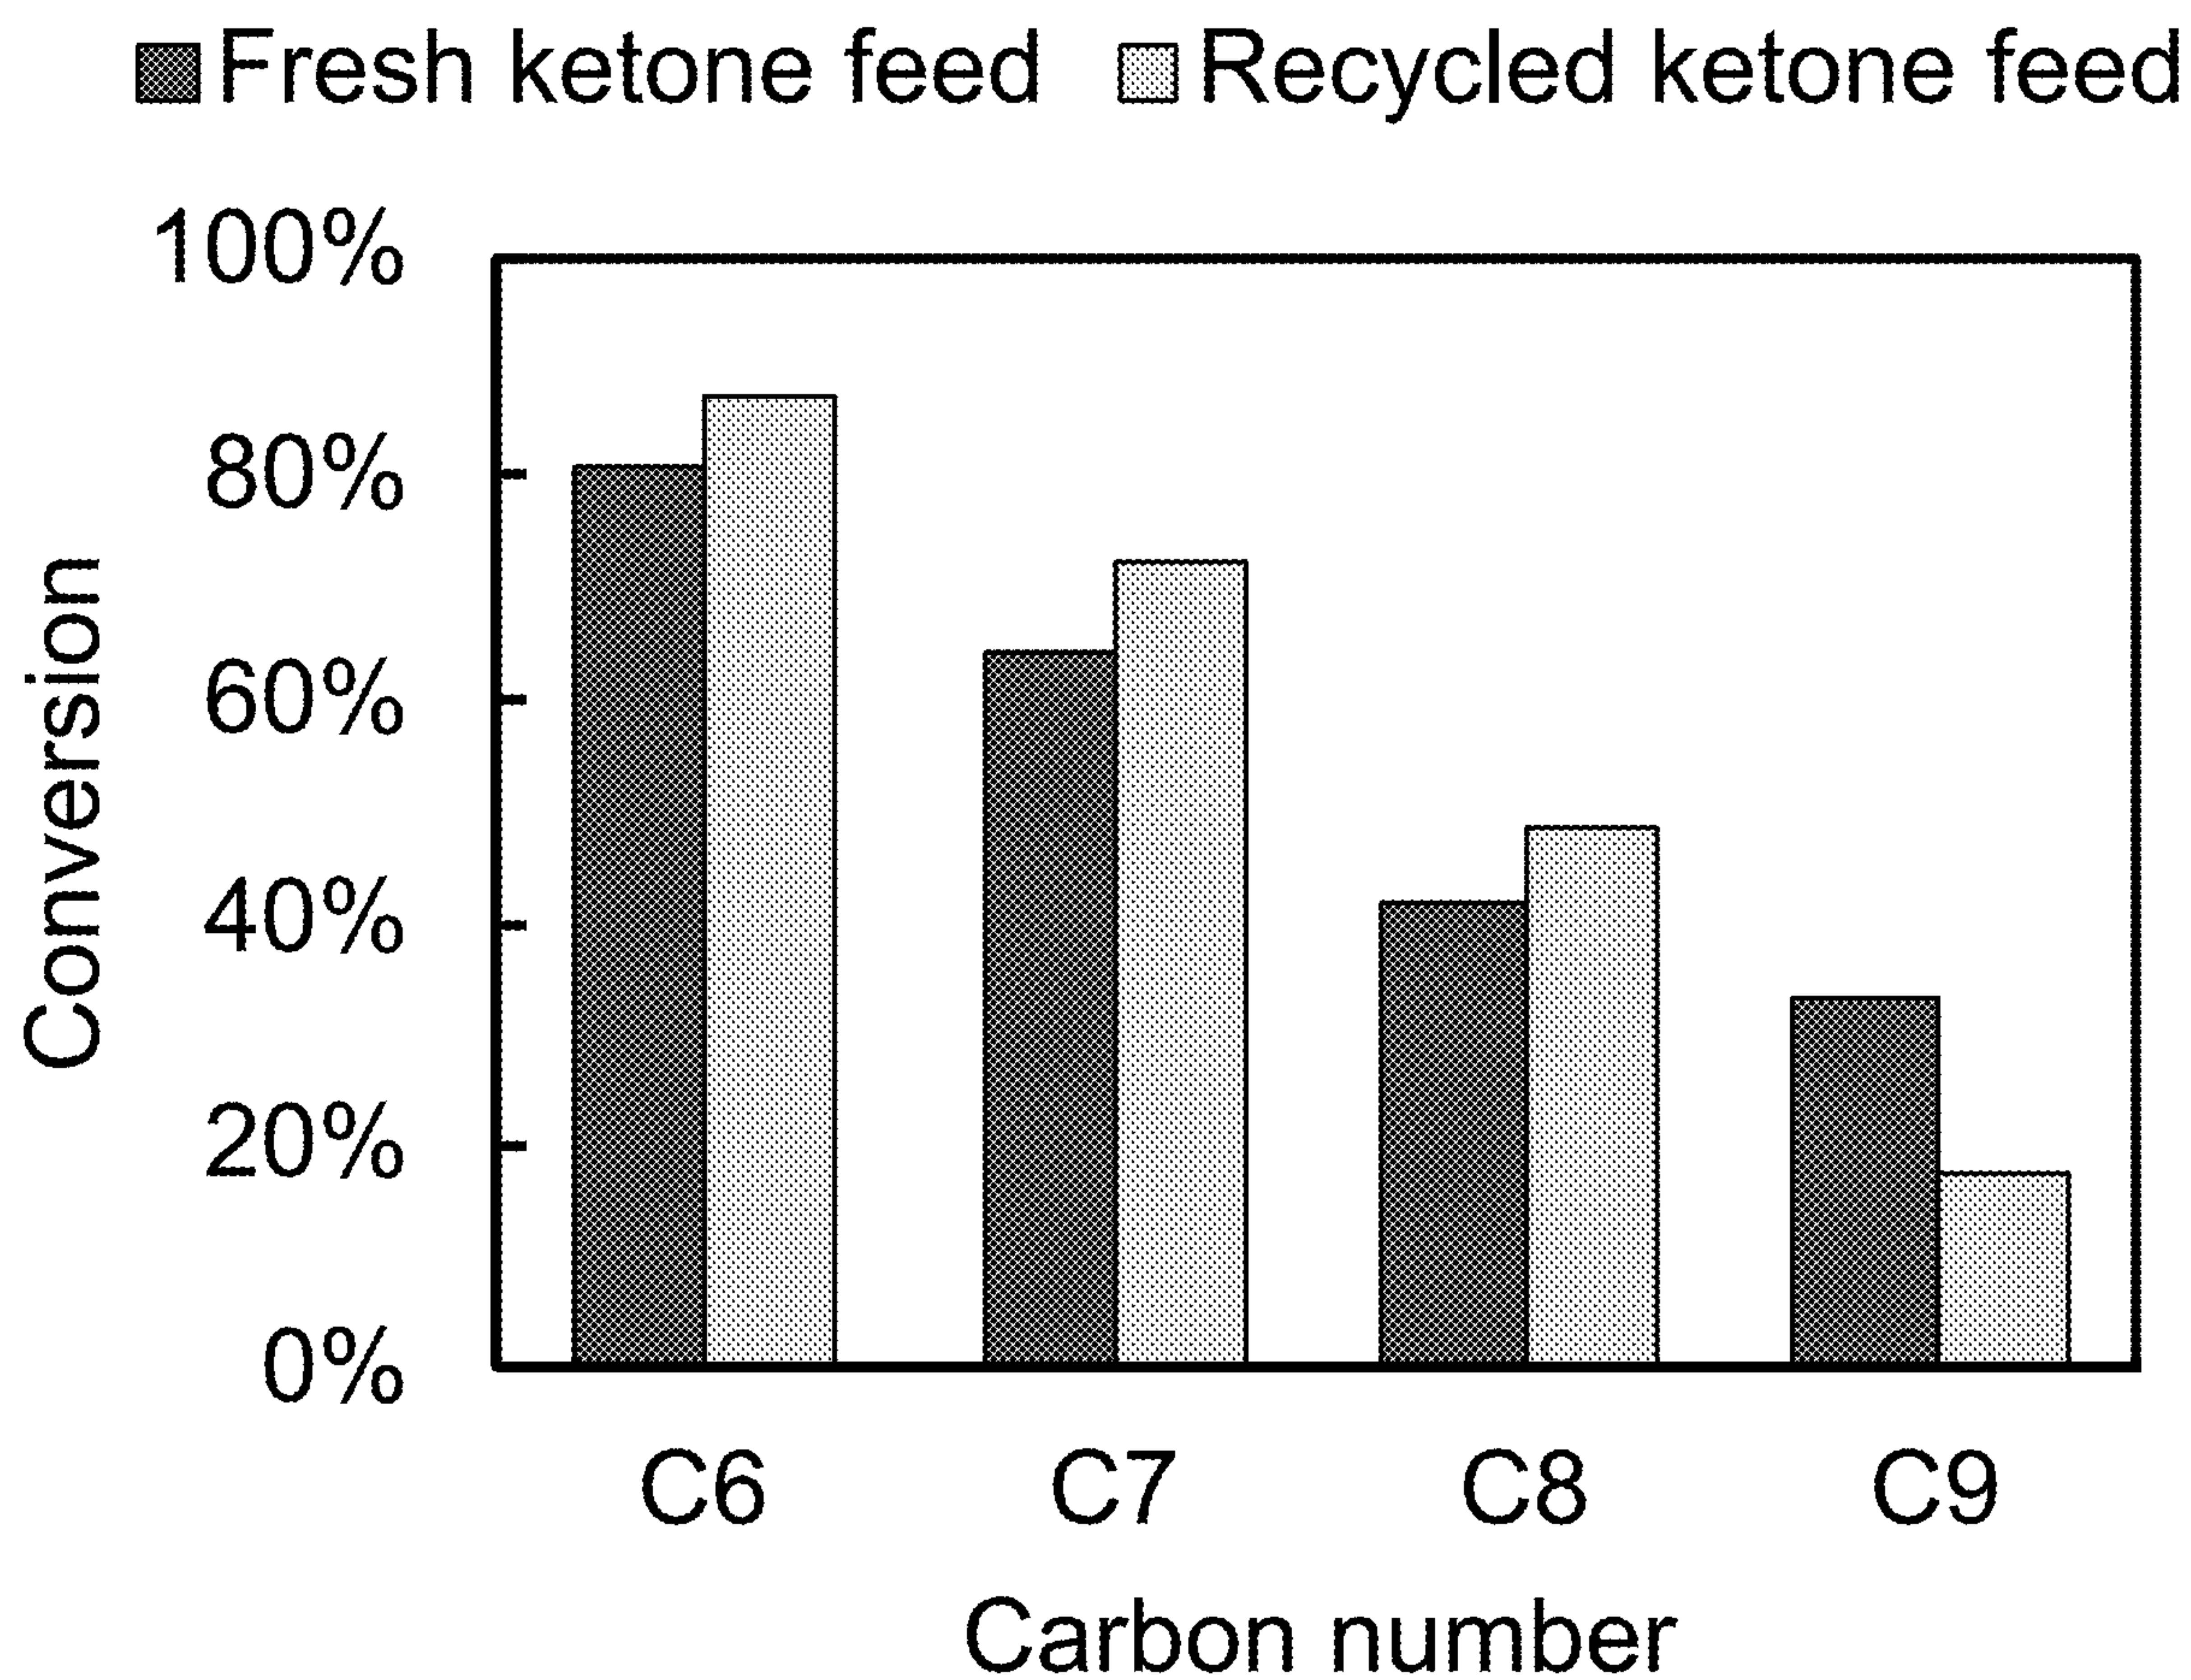 Fresh ketone feed Recycled ketone feed
100%
80%
60%
40%
20%
0%
Conversion
C6 C7 C8 C9
Carbon number